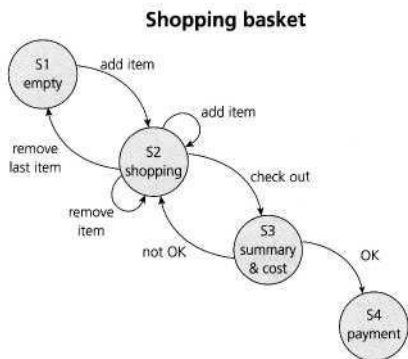 Shopping basket
S1
empty
add item
add item
remove
last item
S2
shopping
check out
remove
item
not OK
S3
summary
& cost
OK
S4
payment